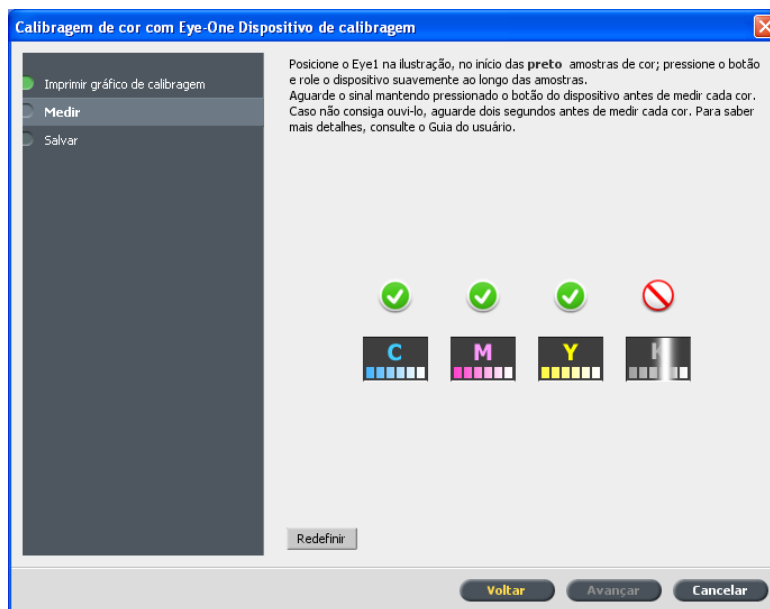 Calibragem de cor com Eye-One Dispositivo de calibragem
Imprimir gráfico de calibragem
Medir
Salvar
Posicione o Eye1 na ilustração, no início das preto amostras de cor; pressione o botão
e role o dispositivo suavemente ao longo das amostras.
Aguarde o sinal mantendo pressionado o botão do dispositivo antes de medir cada cor.
Caso não consiga ouvi-lo, aguarde dois segundos antes de medir cada cor. Para saber
mais detalhes, consulte o Guia do usuário.
C M Y K
Redefinir
Voltar Avançar Cancelar